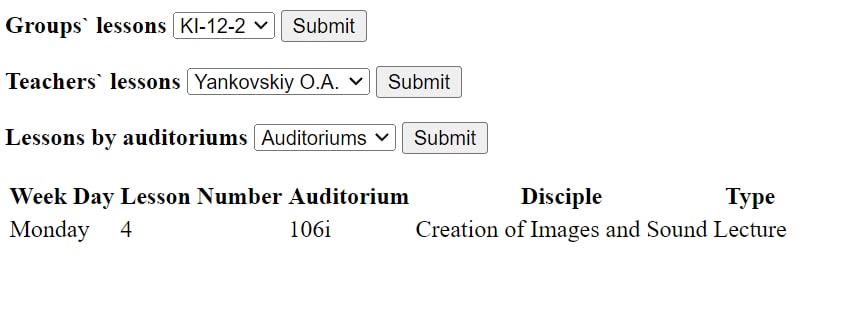 Groups` lessons KI-12-2 Submit
Teachers` lessons Yankovskiy O.A. Submit
Lessons by auditoriums Auditoriums Submit
Week Day Lesson Number Auditorium Disciple Type
Monday 4 106i Creation of Images and Sound Lecture